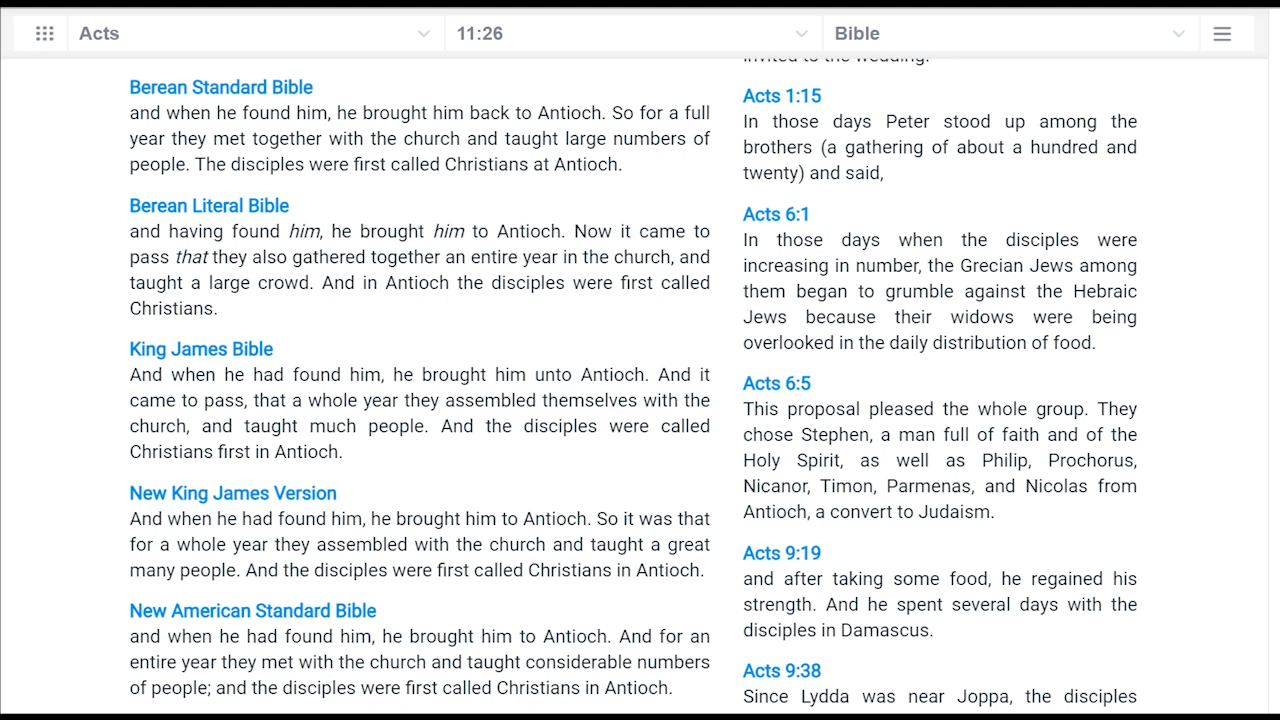 Acts
11:26
Bible
Berean Standard Bible
and when he found him, he brought him back to Antioch. So for a full
year they met together with the church and taught large numbers of
people. The disciples were first called Christians at Antioch.
Berean Literal Bible
and having found him, he brought him to Antioch. Now it came to
pass that they also gathered together an entire year in the church, and
taught a large crowd. And in Antioch the disciples were first called
Christians.
King James Bible
And when he had found him, he brought him unto Antioch. And it
came to pass, that a whole year they assembled themselves with the
church, and taught much people. And the disciples were called
Christians first in Antioch.
New King James Version
And when he had found him, he brought him to Antioch. So it was that
for a whole year they assembled with the church and taught a great
many people. And the disciples were first called Christians in Antioch.
New American Standard Bible
and when he had found him, he brought him to Antioch. And for an
entire year they met with the church and taught considerable numbers
of people; and the disciples were first called Christians in Antioch.
invited to the wedding.
Acts 1:15
In those days Peter stood up among the
brothers (a gathering of about a hundred and
twenty) and said,
Acts 6:1
In those days when the disciples were
increasing in number, the Grecian Jews among
them began to grumble against the Hebraic
Jews because their widows were being
overlooked in the daily distribution of food.
Acts 6:5
This proposal pleased the whole group. They
chose Stephen, a man full of faith and of the
Holy Spirit, as well as Philip, Prochorus,
Nicanor, Timon, Parmenas, and Nicolas from
Antioch, a convert to Judaism.
Acts 9:19
and after taking some food, he regained his
strength. And he spent several days with the
disciples in Damascus.
Acts 9:38
Since Lydda was near Joppa, the disciples